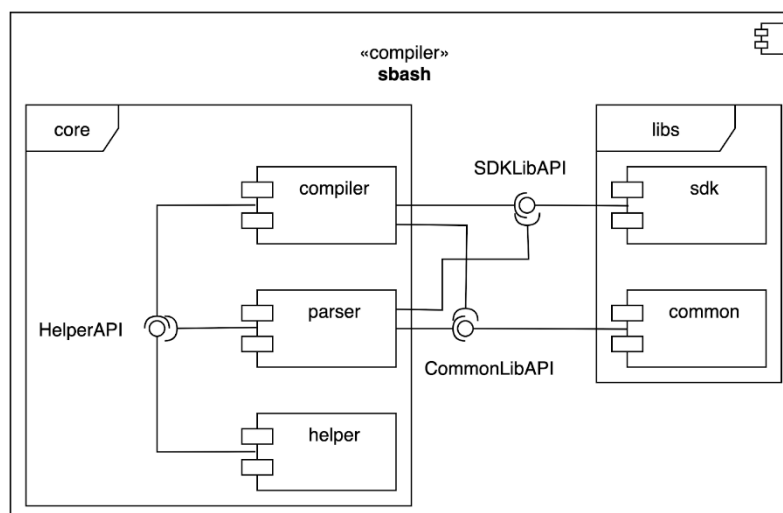 «compiler»
sbash
core
libs
compiler
SDKLibAPI
sdk
HelperAPI
parser
common
CommonLibAPI
helper